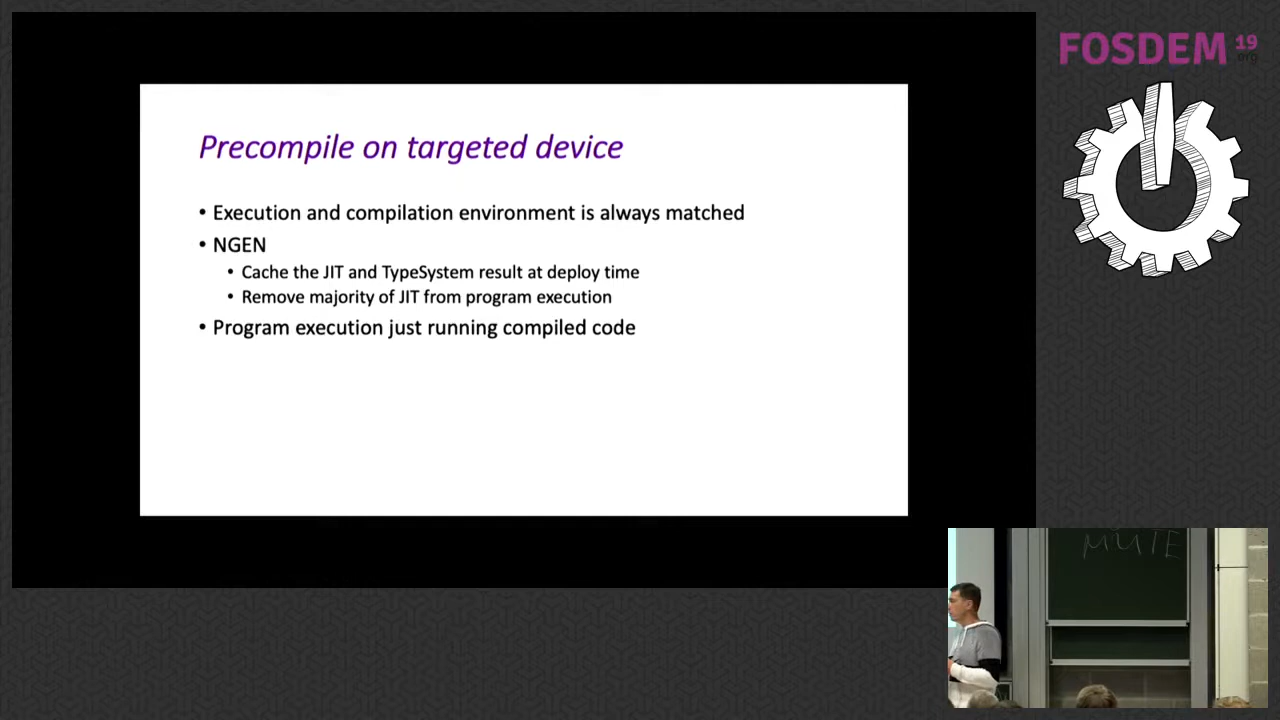 FOSDEM 19
.org
Precompile on targeted device
• Execution and compilation environment is always matched
• NGEN
• Cache the JIT and TypeSystem result at deploy time
• Remove majority of JIT from program execution
• Program execution just running compiled code
MUTE